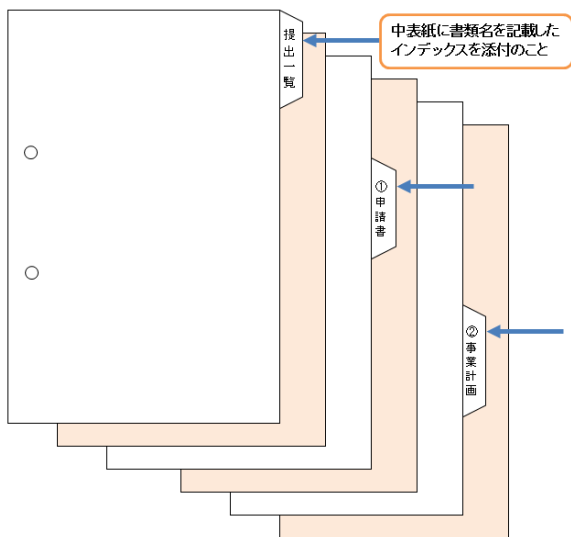 提出一覧
中表紙に書類名を記載した
インデックスを添付のこと
①申請書
②事業計画